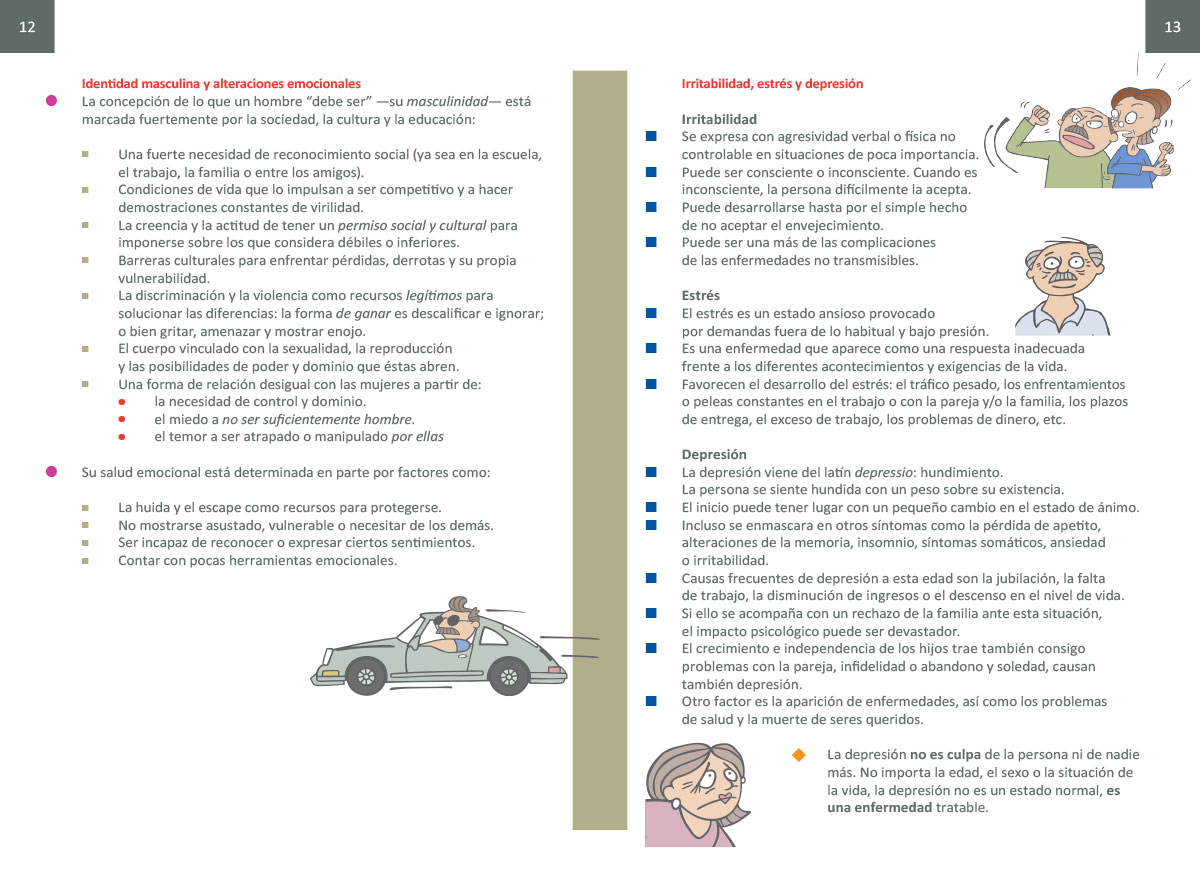 12
Identidad masculina y alteraciones emocionales
La concepción de lo que un hombre “debe ser” —su masculinidad— está
marcada fuertemente por la sociedad, la cultura y la educación:
Una fuerte necesidad de reconocimiento social (ya sea en la escuela,
el trabajo, la familia o entre los amigos).
Condiciones de vida que lo impulsan a ser competitivo y a hacer
demostraciones constantes de virilidad.
La creencia y la actitud de tener un permiso social y cultural para
imponerse sobre los que considera débiles o inferiores.
Barreras culturales para enfrentar pérdidas, derrotas y su propia
vulnerabilidad.
La discriminación y la violencia como recursos legítimos para
solucionar las diferencias: la forma de ganar es descalificar e ignorar;
o bien gritar, amenazar y mostrar enojo.
El cuerpo vinculado con la sexualidad, la reproducción
y las posibilidades de poder y dominio que éstas abren.
Una forma de relación desigual con las mujeres a partir de:
la necesidad de control y dominio.
el miedo a no ser suficientemente hombre.
el temor a ser atrapado o manipulado por ellas
Su salud emocional está determinada en parte por factores como:
La huida y el escape como recursos para protegerse.
No mostrarse asustado, vulnerable o necesitar de los demás.
Ser incapaz de reconocer o expresar ciertos sentimientos.
Contar con pocas herramientas emocionales.
13
Irritabilidad, estrés y depresión
Irritabilidad
Se expresa con agresividad verbal o física no
controlable en situaciones de poca importancia.
Puede ser consciente o inconsciente. Cuando es
inconsciente, la persona difícilmente la acepta.
Puede desarrollarse hasta por el simple hecho
de no aceptar el envejecimiento.
Puede ser una más de las complicaciones
de las enfermedades no transmisibles.
Estrés
El estrés es un estado ansioso provocado
por demandas fuera de lo habitual y bajo presión.
Es una enfermedad que aparece como una respuesta inadecuada
frente a los diferentes acontecimientos y exigencias de la vida.
Favorecen el desarrollo del estrés: el tráfico pesado, los enfrentamientos
o peleas constantes en el trabajo o con la pareja y/o la familia, los plazos
de entrega, el exceso de trabajo, los problemas de dinero, etc.
Depresión
La depresión viene del latín depressio: hundimiento.
La persona se siente hundida con un peso sobre su existencia.
El inicio puede tener lugar con un pequeño cambio en el estado de ánimo.
Incluso se enmascara en otros síntomas como la pérdida de apetito,
alteraciones de la memoria, insomnio, síntomas somáticos, ansiedad
o irritabilidad.
Causas frecuentes de depresión a esta edad son la jubilación, la falta
de trabajo, la disminución de ingresos o el descenso en el nivel de vida.
Si ello se acompaña con un rechazo de la familia ante esta situación,
el impacto psicológico puede ser devastador.
El crecimiento e independencia de los hijos trae también consigo
problemas con la pareja, infidelidad o abandono y soledad, causan
también depresión.
Otro factor es la aparición de enfermedades, así como los problemas
de salud y la muerte de seres queridos.
La depresión no es culpa de la persona ni de nadie
más. No importa la edad, el sexo o la situación de
la vida, la depresión no es un estado normal, es
una enfermedad tratable.